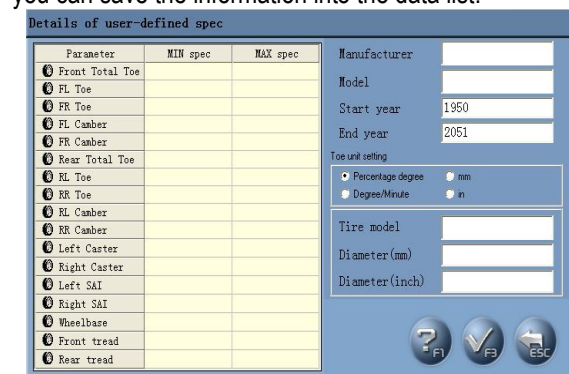 you can save the information into the data list.
Details of user-defined spec
Parameter MIN spec MAX spec
Front Total Toe
FL Toe
FR Toe
FL Camber
FR Camber
Rear Total Toe
RL Toe
RR Toe
RL Camber
RR Camber
Left Caster
Right Caster
Left SAI
Right SAI
Wheelbase
Front tread
Rear tread
Manufacturer
Model
Start year 1950
End year 2051
Toe unit setting
Percentage degree mm
Degree/Minute in
Tire model
Diameter(mm)
Diameter(inch)
? F1 F3 ESC